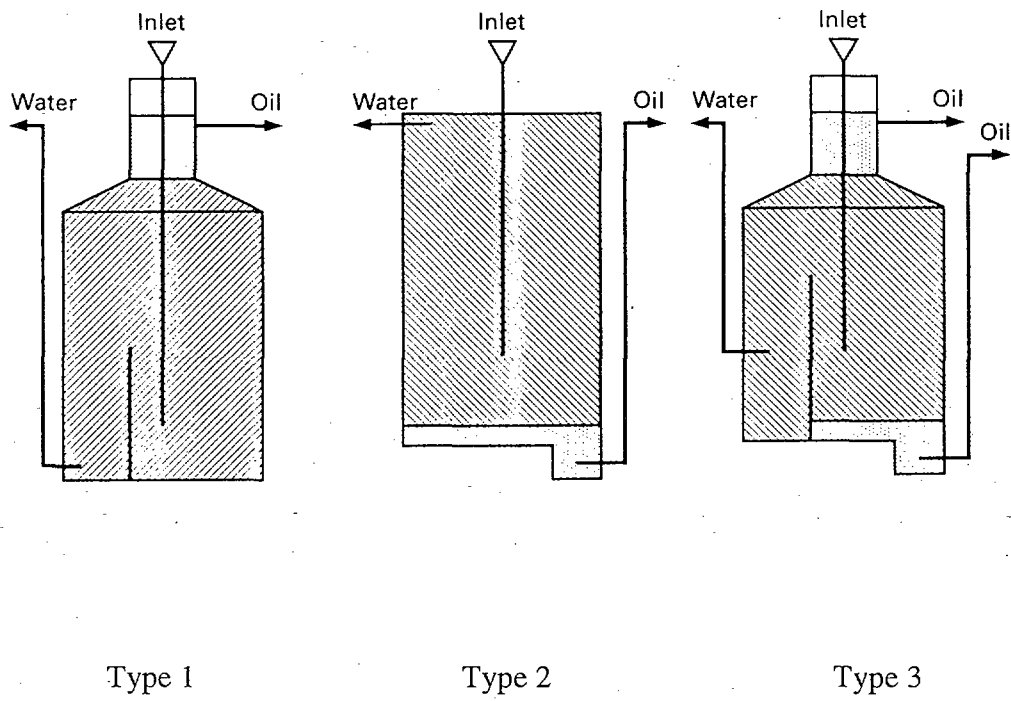 Inlet
Water
Oil
Inlet
Water
Oil
Inlet
Water
Oil
Oil
Type 1
Type 2
Type 3